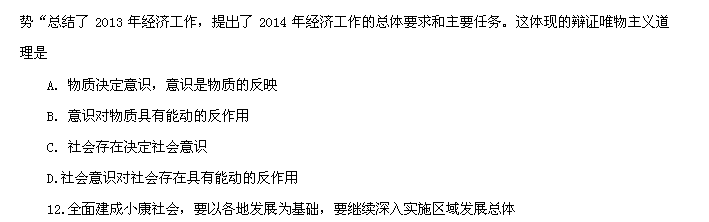 势“总结了 2013 年经济工作，提出了 2014 年经济工作的总体要求和主要任务。这体现的辩证唯物主义道
理是
A. 物质决定意识，意识是物质的反映
B. 意识对物质具有能动的反作用
C. 社会存在决定社会意识
D.社会意识对社会存在具有能动的反作用
12.全面建成小康社会，要以各地发展为基础，要继续深入实施区域发展总体